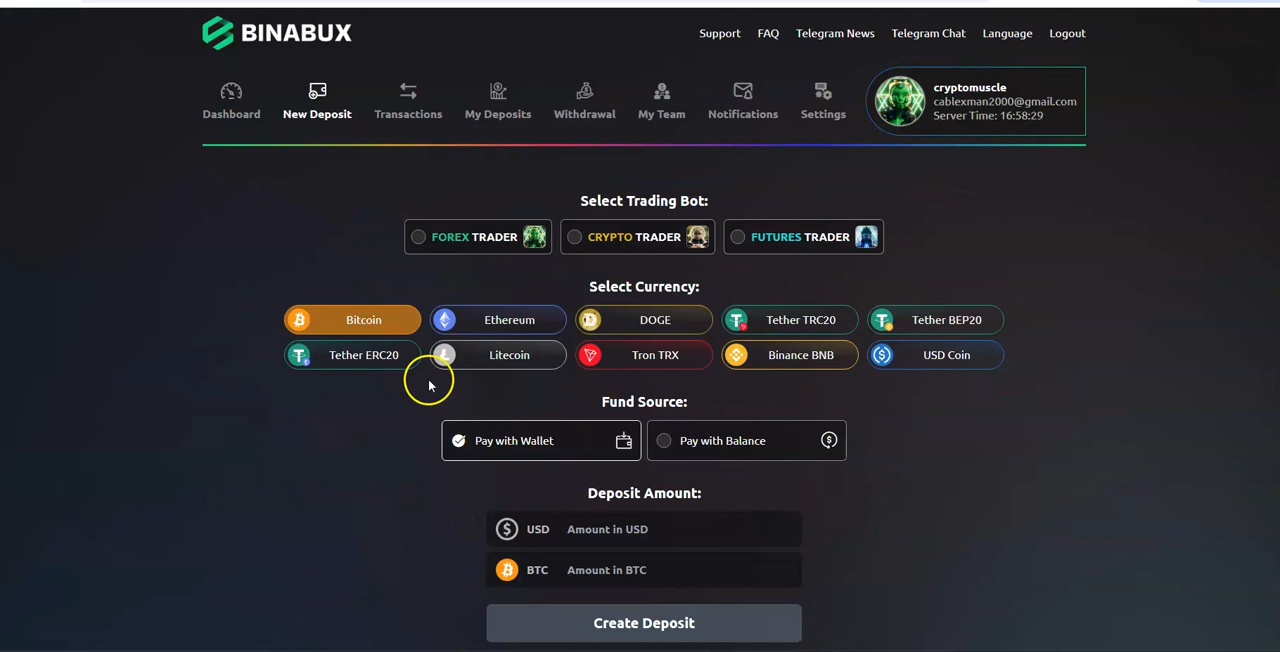 BINABUX
Support FAQ Telegram News Telegram Chat Language Logout
Dashboard New Deposit Transactions My Deposits Withdrawal My Team Notifications Settings
cryptomuscle
cablexman2000@gmail.com
Server Time: 16:58:29
Select Trading Bot:
FOREX TRADER CRYPTO TRADER FUTURES TRADER
Select Currency:
Bitcoin Ethereum DOGE Tether TRC20 Tether BEP20
Tether ERC20 Litecoin Tron TRX Binance BNB USD Coin
Fund Source:
Pay with Wallet Pay with Balance
Deposit Amount:
USD Amount in USD
BTC Amount in BTC
Create Deposit